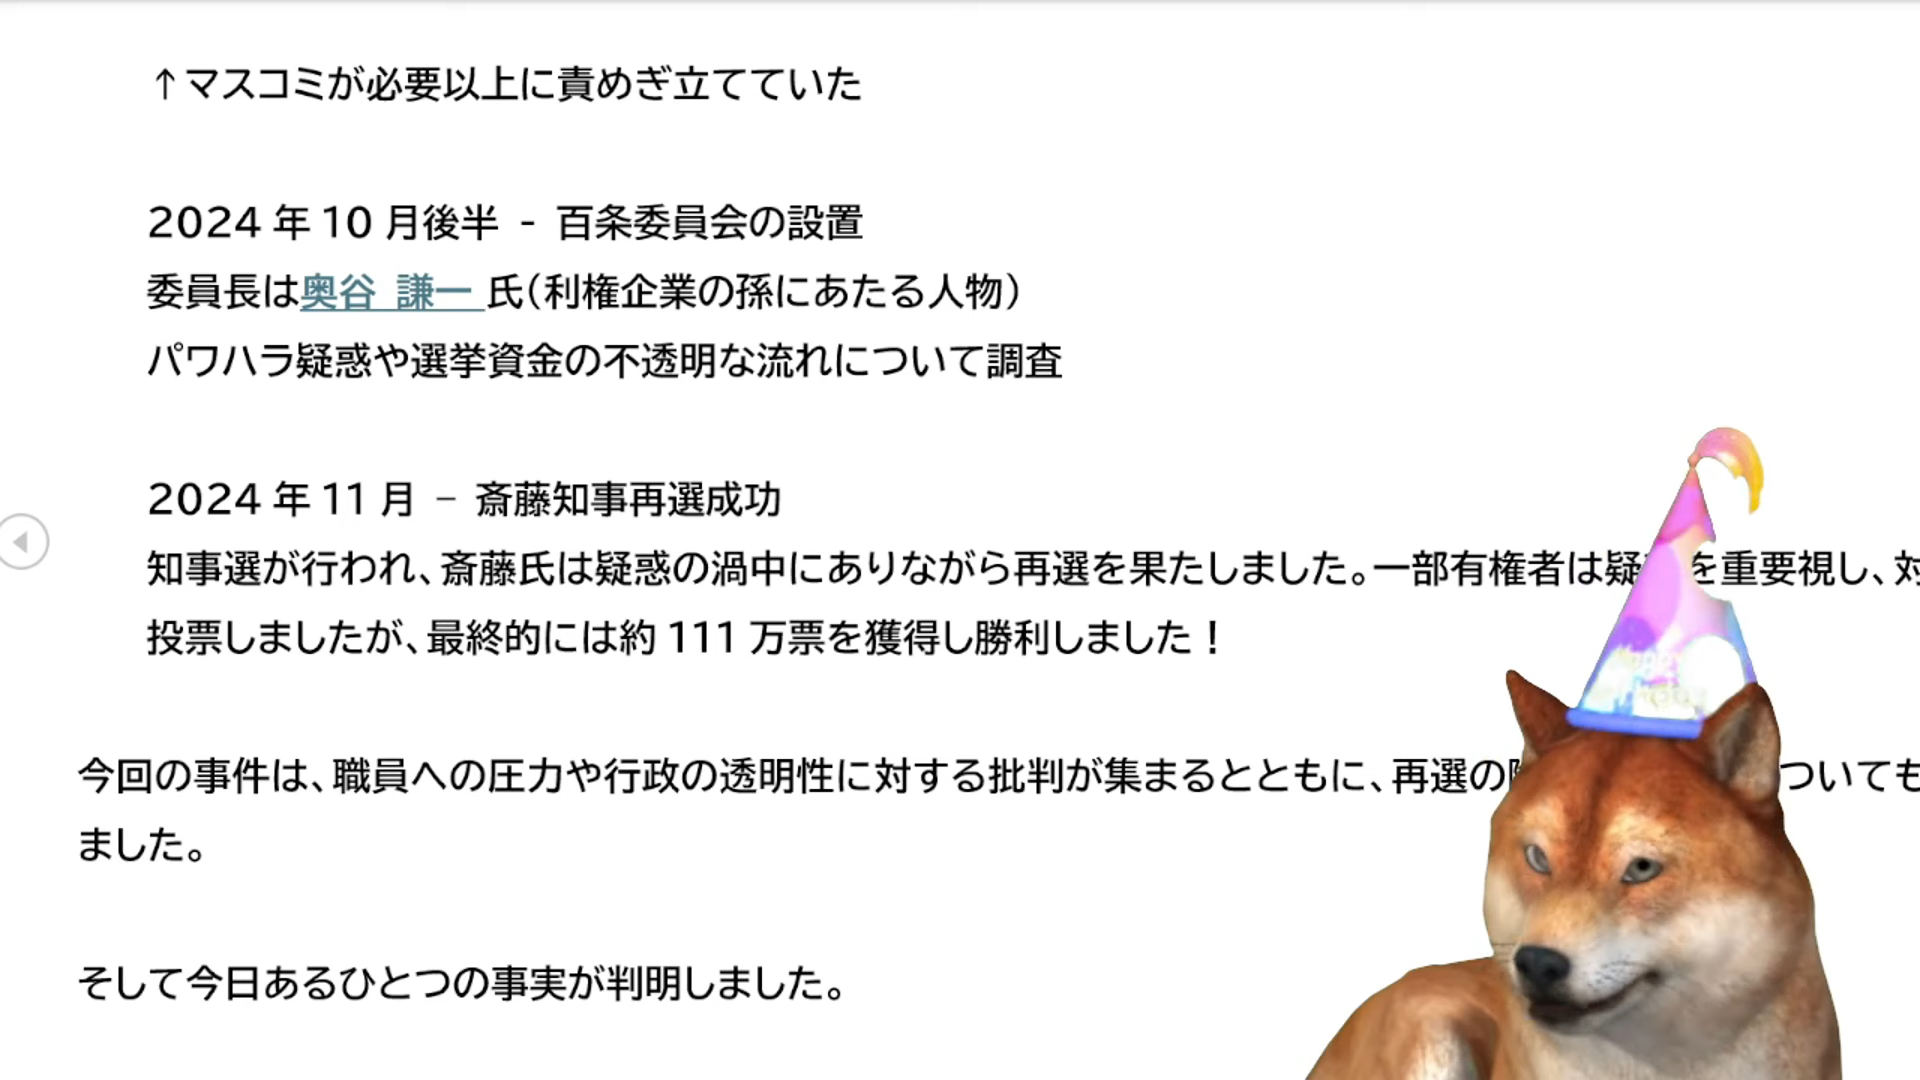 ↑マスコミが必要以上に責めぎ立てていた
2024年10月後半 - 百条委員会の設置
委員長は奥谷 謙一 氏（利権企業の孫にあたる人物）
パワハラ疑惑や選挙資金の不透明な流れについて調査
2024年11月 – 斎藤知事再選成功
知事選が行われ、斎藤氏は疑惑の渦中にありながら再選を果たしました。一部有権者は疑 を重要視し、対
投票しましたが、最終的には約111万票を獲得し勝利しました！
今回の事件は、職員への圧力や行政の透明性に対する批判が集まるとともに、再選の ついても
ました。
そして今日あるひとつの事実が判明しました。